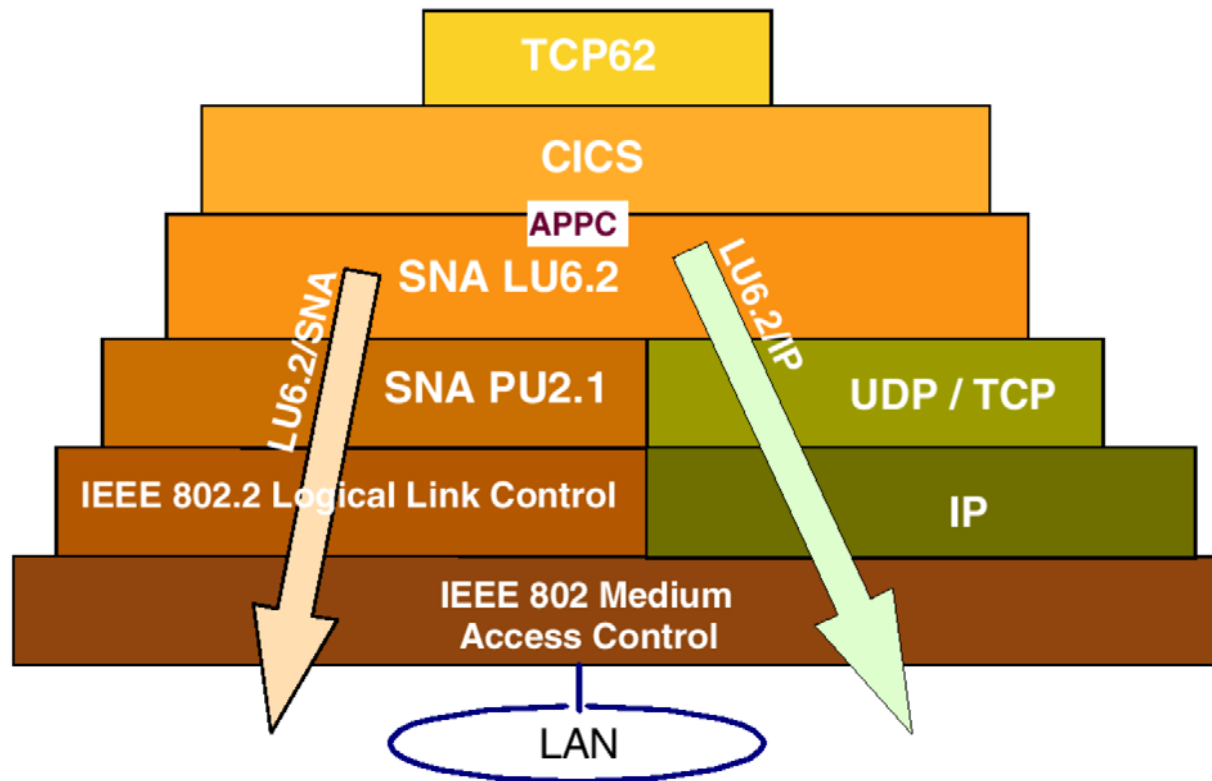 TCP62
CICS
APPC
SNA LU6.2
LU6.2/SNA
LU6.2/IP
SNA PU2.1
UDP / TCP
IEEE 802.2 Logical Link Control
IP
IEEE 802 Medium
Access Control
LAN